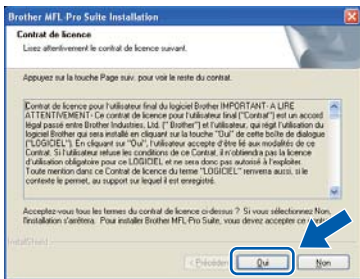 Brother MFL-Pro Suite Installation
Contrat de licence
Lisez attentivement le contrat de licence suivant.
Appuyez sur la touche Page suiv. pour voir le reste du contrat.
Contrat de licence pour l'utilisateur final du logiciel Brother IMPORTANT- A LIRE
ATTENTIVEMENT- Ce contrat de licence pour l'utilisateur final ("Contrat") est un accord
légal passé entre Brother Industries, Ltd. ("Brother") et l'utilisateur, qui régit l'utilisation du
logiciel Brother qui sera installé en cliquant sur la touche "Oui" de cette boîte de dialogue
("LOGICIEL"). En cliquant sur "Oui", l'utilisateur accepte d'être lié aux modalités de ce
Contrat. Si l'utilisateur refuse les conditions de ce Contrat, il n'obtiendra pas la licence
d'utilisation obligatoire pour ce LOGICIEL et ne sera donc pas autorisé à l'exploiter.
Toute mention dans ce Contrat de licence du terme "LOGICIEL" renverra aussi, si le
contexte le permet, au support sur lequel il est enregistré.
Acceptez-vous tous les termes du contrat de licence ci-dessus ? Si vous sélectionnez Non,
l'installation s'arrêtera. Pour installer Brother MFL-Pro Suite, vous devez accepter ce
InstallShield
< Précédent
Oui
Non